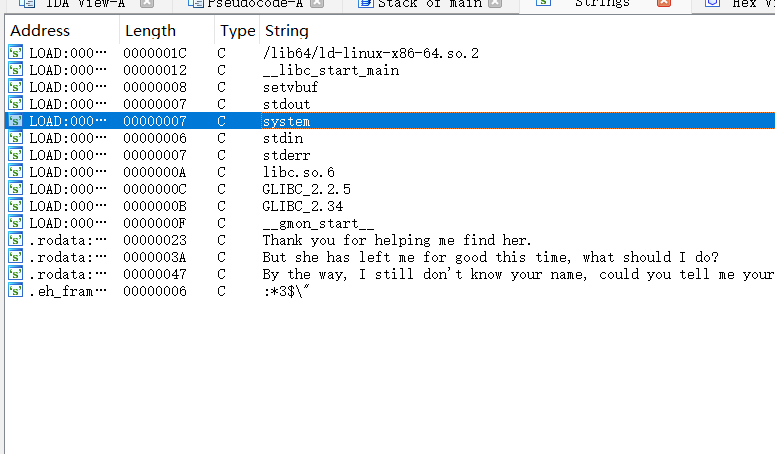 IDA View-A Pseudocode-A Stack of main Strings Hex Vi
Address Length Type String
LOAD:000… 0000001C C /lib64/ld-linux-x86-64.so.2
LOAD:000… 00000012 C __libc_start_main
LOAD:000… 00000008 C setvbuf
LOAD:000… 00000007 C stdout
LOAD:000… 00000007 C system
LOAD:000… 00000006 C stdin
LOAD:000… 00000007 C stderr
LOAD:000… 0000000A C libc.so.6
LOAD:000… 0000000C C GLIBC_2.2.5
LOAD:000… 0000000B C GLIBC_2.34
LOAD:000… 0000000F C __gmon_start__
.rodata:… 00000023 C Thank you for helping me find her.
.rodata:… 0000003A C But she has left me for good this time, what should I do?
.rodata:… 00000047 C By the way, I still don't know your name, could you tell me your
.eh_fram… 00000006 C :*3$\"